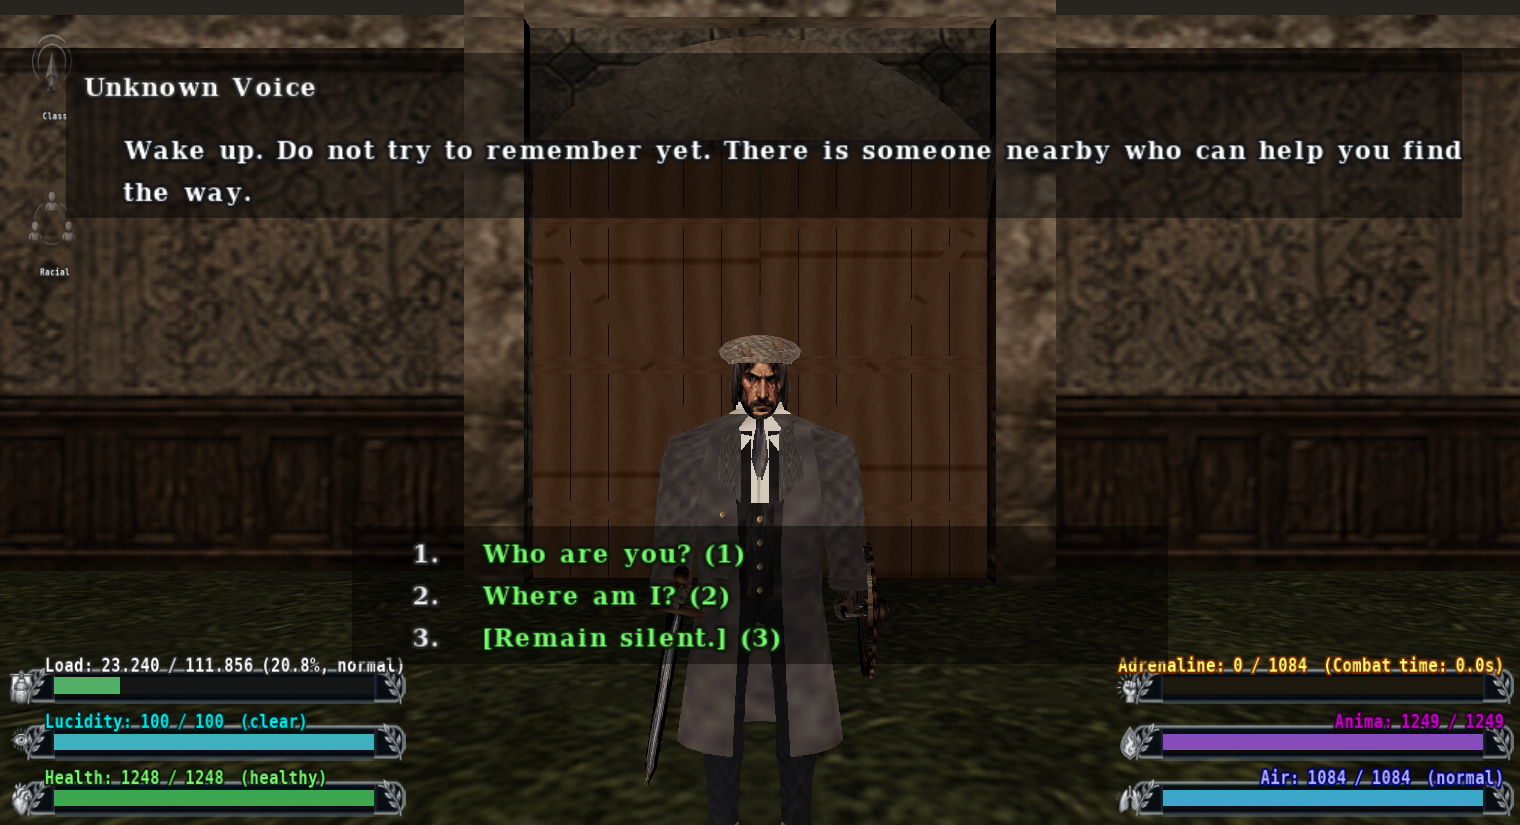 Unknown Voice
Class
Wake up. Do not try to remember yet. There is someone nearby who can help you find
the way.
Racial
1. Who are you? (1)
2. Where am I? (2)
3. [Remain silent.] (3)
Load: 23.240 / 111.856 (20.8%, normal)
Lucidity: 100 / 100 (clear)
Health: 1248 / 1248 (healthy)
Adrenaline: 0 / 1084 (Combat time: 0.0s)
Anima: 1249 / 1249
Air: 1084 / 1084 (normal)